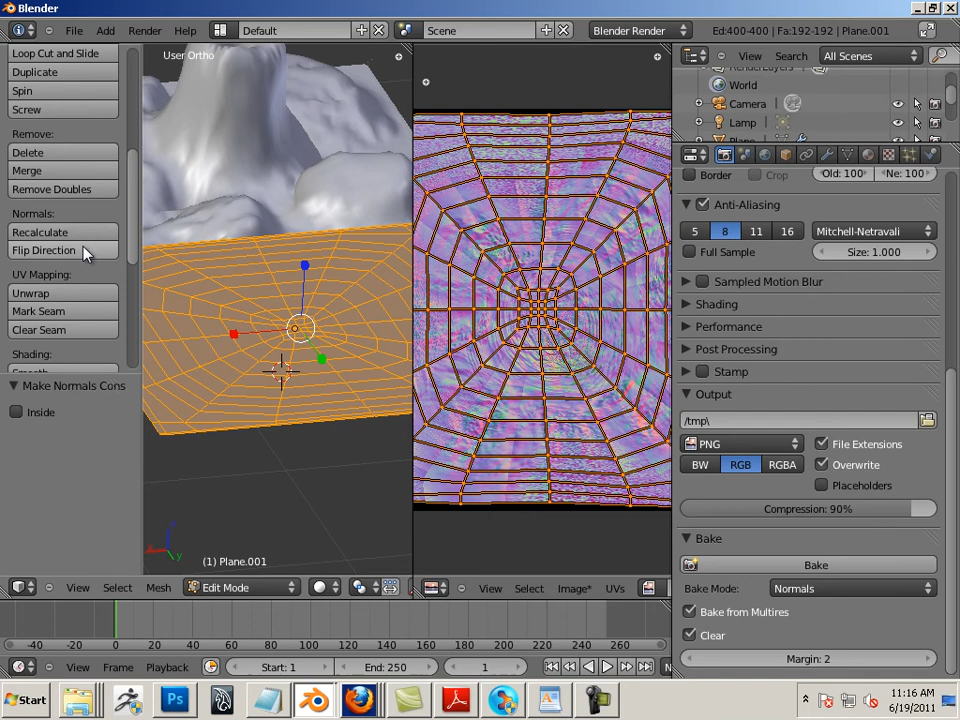 Blender
File Add Render Help Default Scene Blender Render Ed:400-400 | Fa:192-192 | Plane.001
Loop Cut and Slide
Duplicate
Spin
Screw
Remove:
Delete
Merge
Remove Doubles
Normals:
Recalculate
Flip Direction
UV Mapping:
Unwrap
Mark Seam
Clear Seam
Shading:
Make Normals Cons
Inside
User Ortho
(1) Plane.001
View Select Mesh Edit Mode
View Select Image* UVs
View Search All Scenes
World
Camera
Lamp
Border Crop Old: 100 Ne: 100
Anti-Aliasing
5 8 11 16 Mitchell-Netravali
Full Sample Size: 1.000
Sampled Motion Blur
Shading
Performance
Post Processing
Stamp
Output
/tmp\
PNG File Extensions
BW RGB RGBA Overwrite
Placeholders
Compression: 90%
Bake
Bake
Bake Mode: Normals
Bake from Multires
Clear
Margin: 2
-40 -20 0 20 40 60 80 100 120 140 160 180 200 220 240 260
View Frame Playback Start: 1 End: 250 1
Start
11:16 AM
6/19/2011